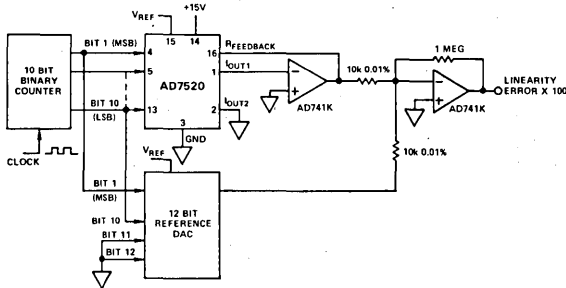 VREF
+15V
BIT 1 (MSB)
15
14
4
16
RFEEDBACK
1 MEG
10 BIT
BINARY
COUNTER
5
AD7520
1
IOUT1
10k 0.01%
LINEARITY
ERROR X 100
AD741K
AD741K
BIT 10
(LSB)
13
2
IOUT2
3
GND
CLOCK
VREF
10k 0.01%
BIT 1
(MSB)
12 BIT
REFERENCE
DAC
BIT 10
BIT 11
BIT 12